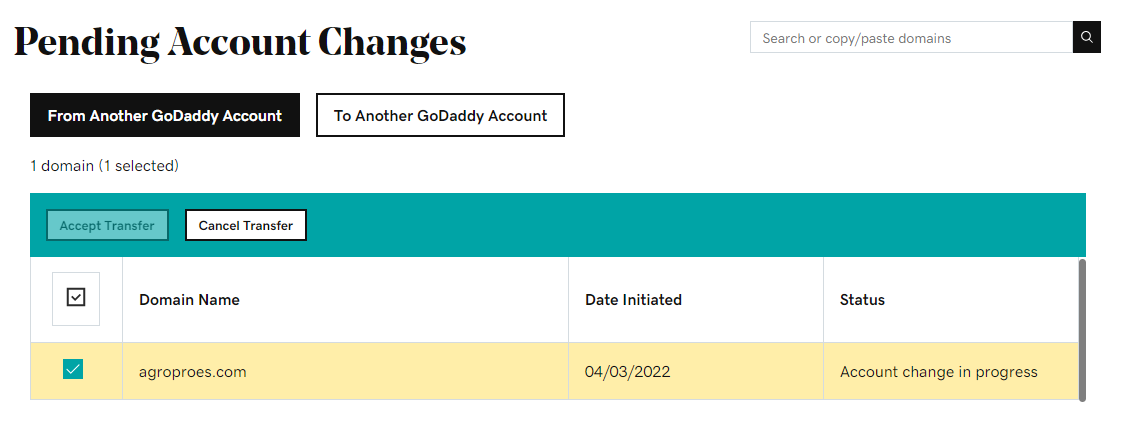 Pending Account Changes
Search or copy/paste domains
From Another GoDaddy Account
To Another GoDaddy Account
1 domain (1 selected)
Accept Transfer
Cancel Transfer
Domain Name
Date Initiated
Status
agroproes.com
04/03/2022
Account change in progress